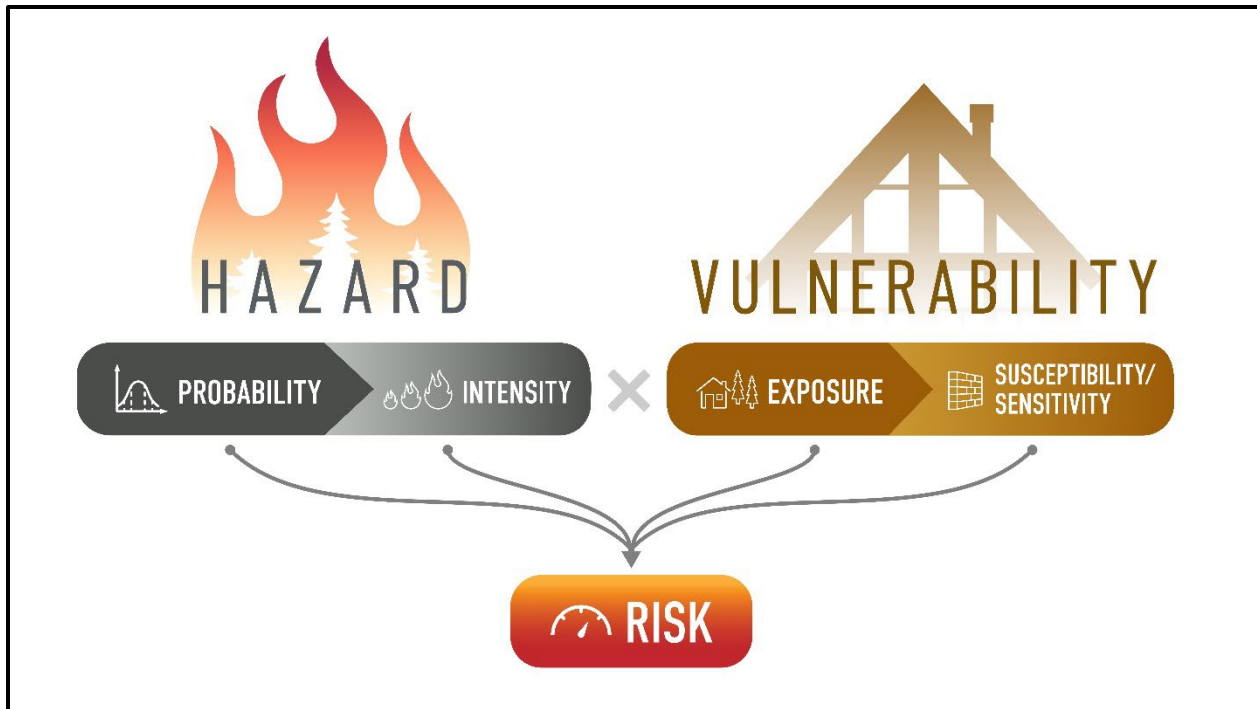 HAZARD
VULNERABILITY
PROBABILITY
INTENSITY
EXPOSURE
SUSCEPTIBILITY/
SENSITIVITY
RISK